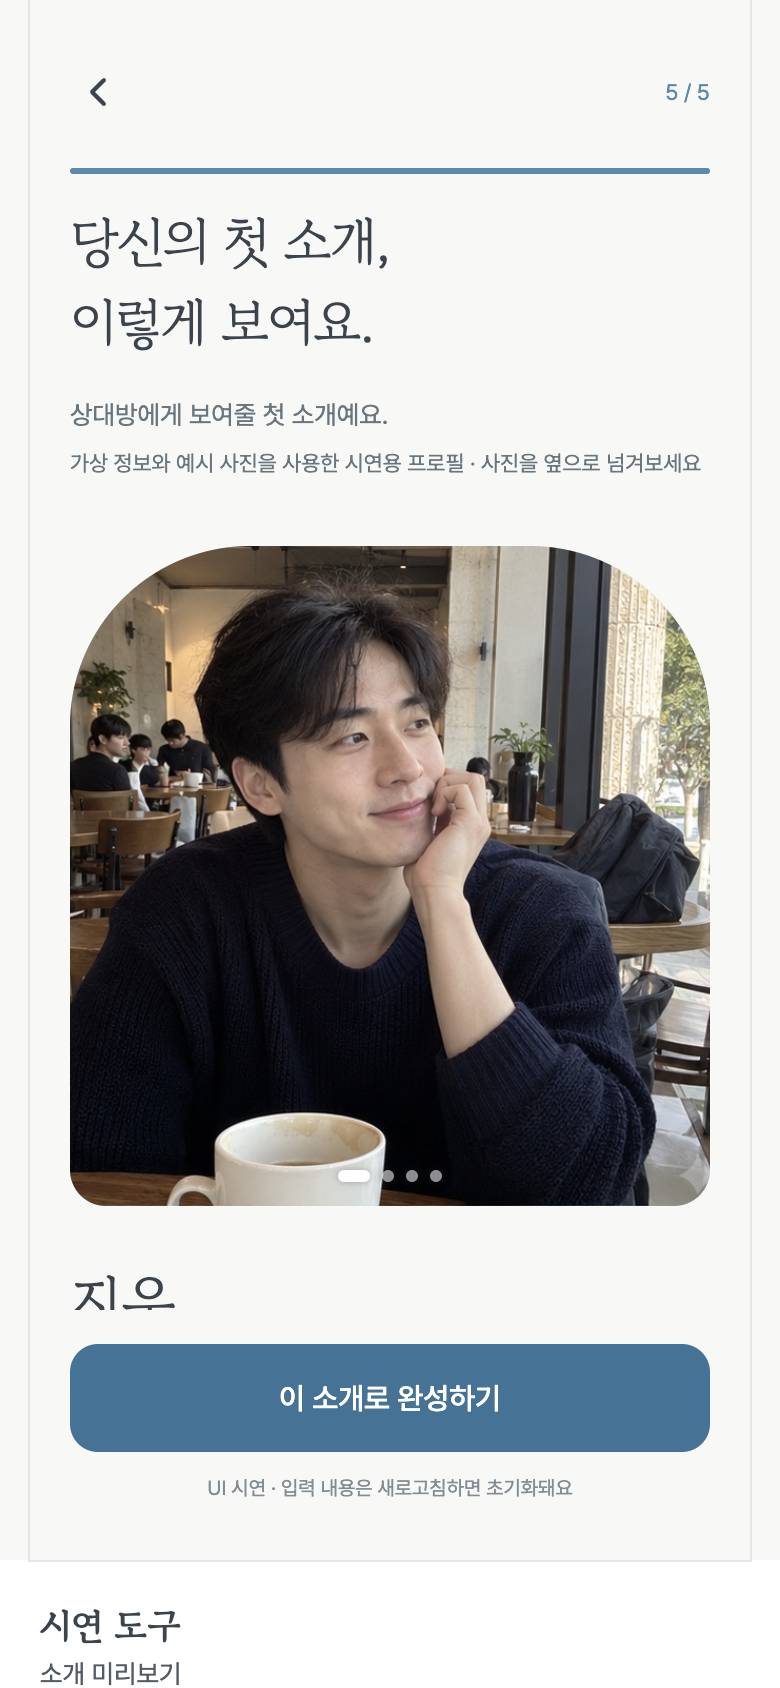 5 / 5
당신의 첫 소개,
이렇게 보여요.
상대방에게 보여줄 첫 소개예요.
가상 정보와 예시 사진을 사용한 시연용 프로필 · 사진을 옆으로 넘겨보세요
이 소개로 완성하기
UI 시연 · 입력 내용은 새로고침하면 초기화돼요
시연 도구
소개 미리보기